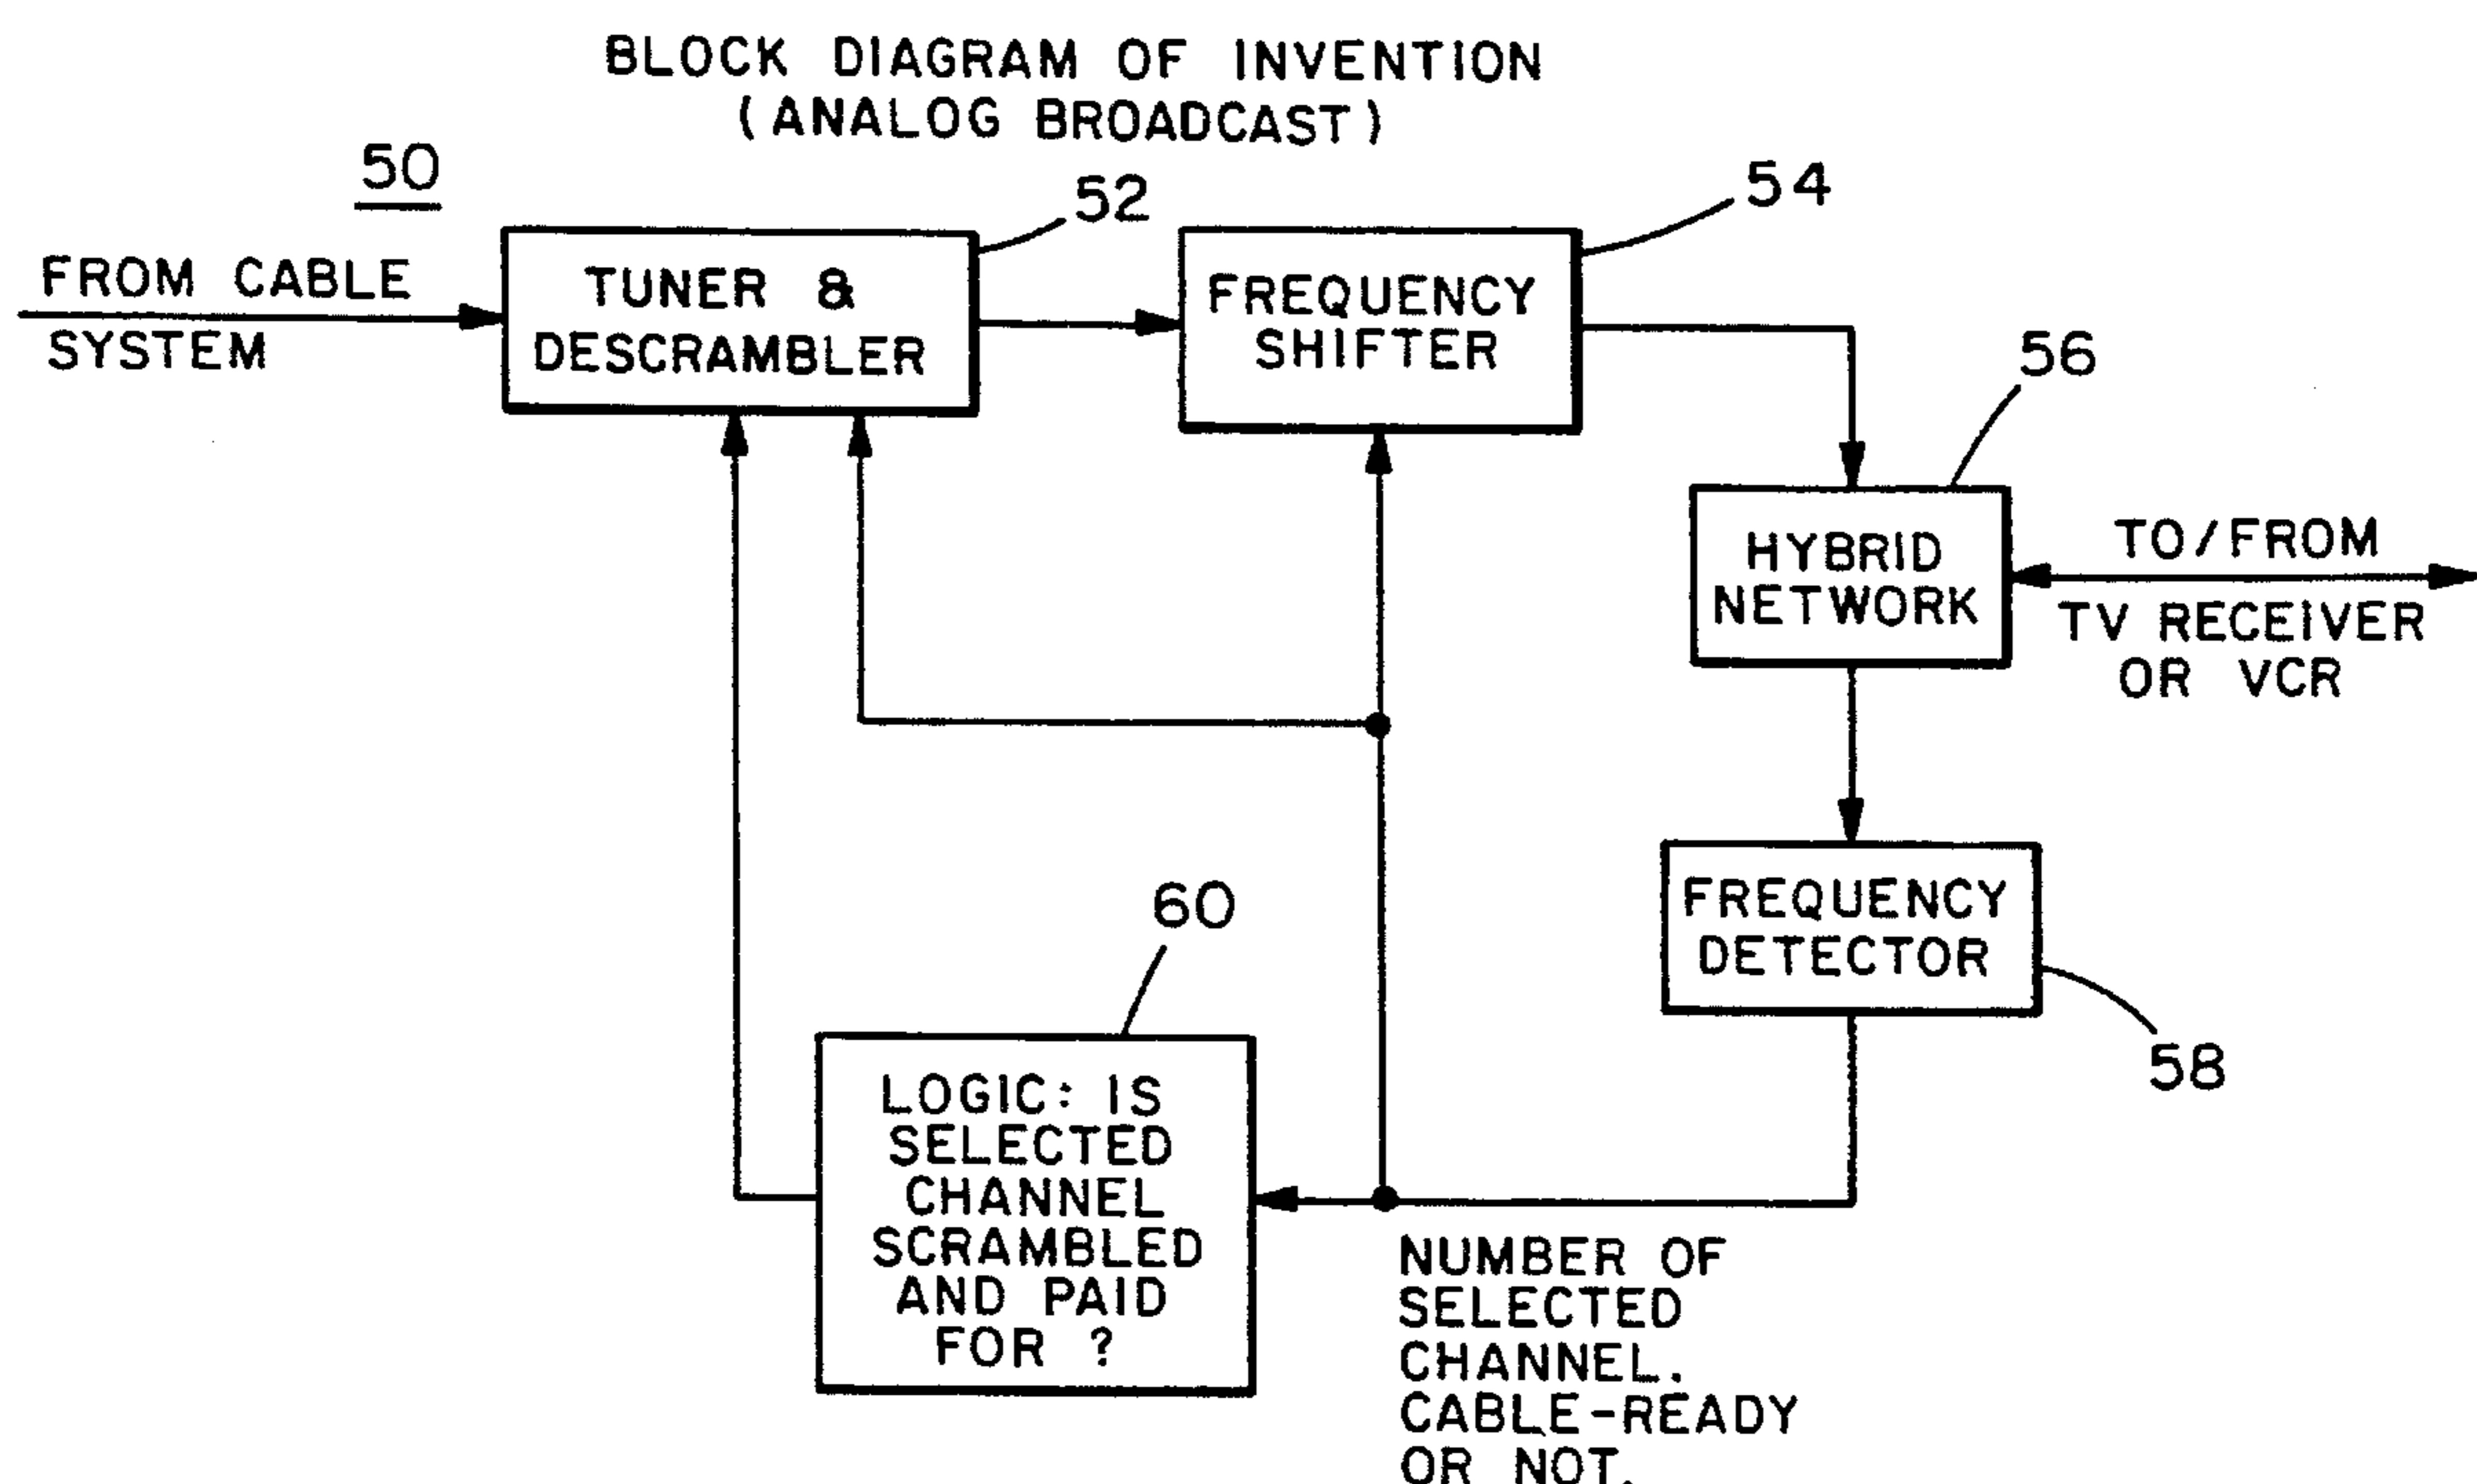 BLOCK DIAGRAM OF INVENTION
(ANALOG BROADCAST)
50
52
54
FROM CABLE
SYSTEM
TUNER &
DESCRAMBLER
FREQUENCY
SHIFTER
56
HYBRID
NETWORK
TO/FROM
TV RECEIVER
OR VCR
FREQUENCY
DETECTOR
58
60
LOGIC: IS
SELECTED
CHANNEL
SCRAMBLED
AND PAID
FOR ?
NUMBER OF
SELECTED
CHANNEL.
CABLE-READY
OR NOT.